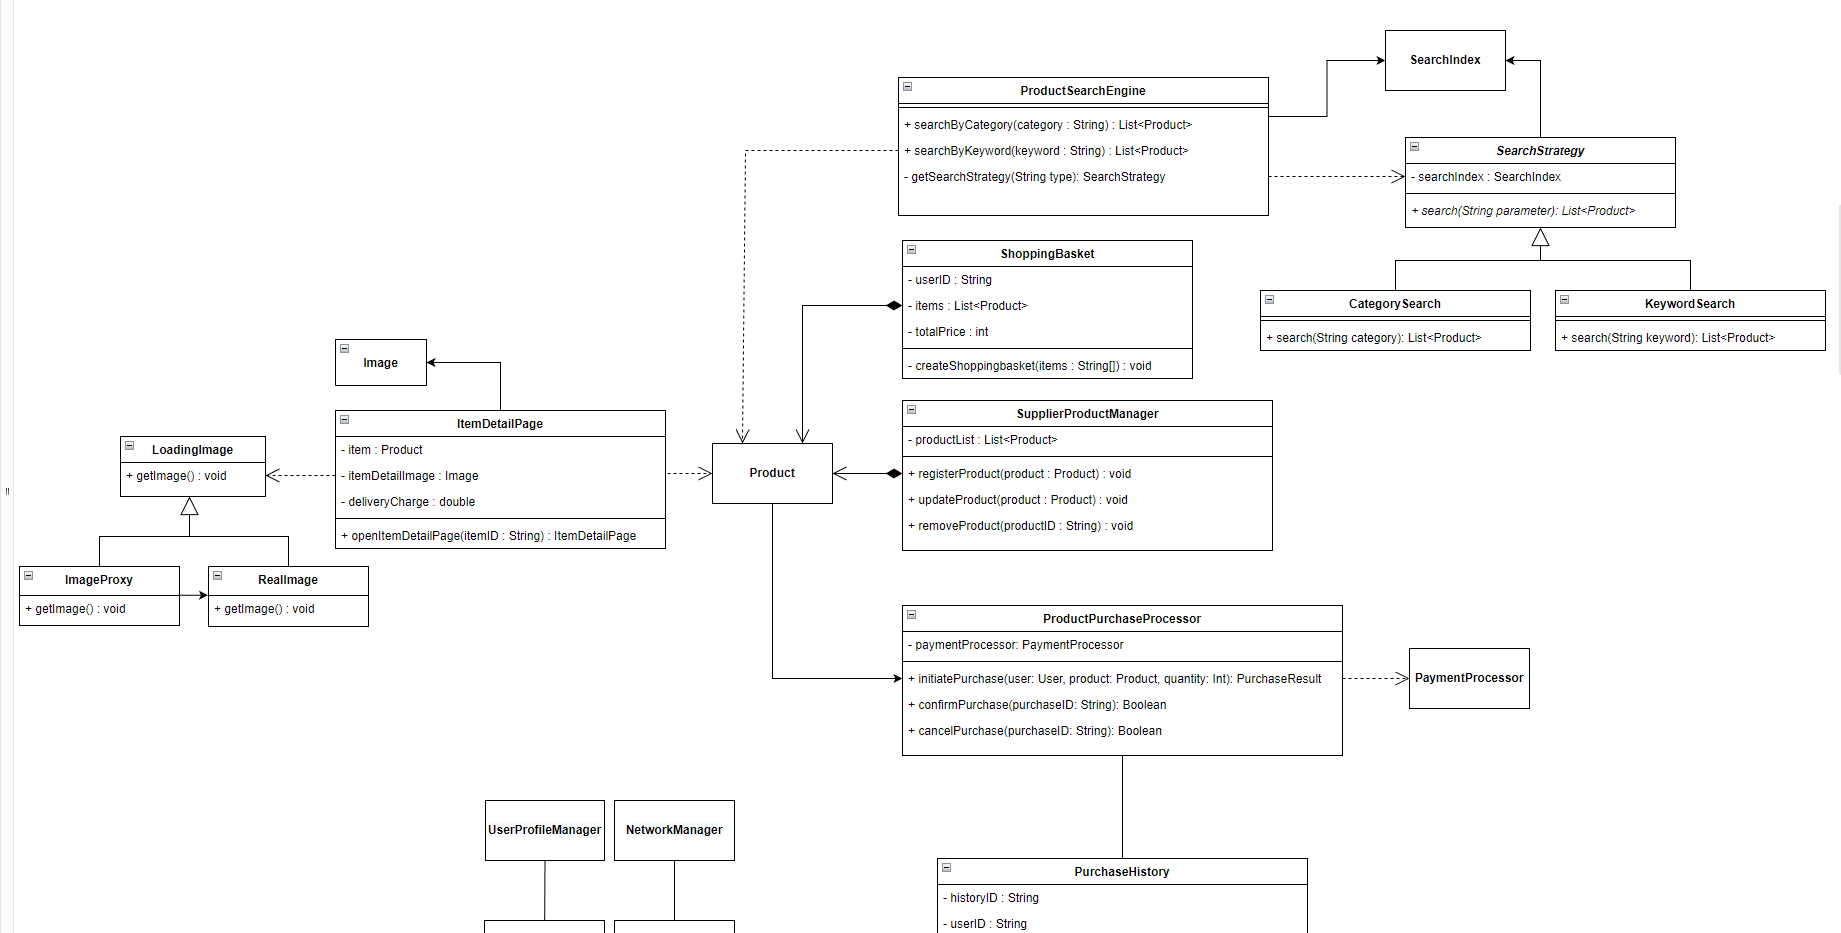 SearchIndex
ProductSearchEngine
+ searchByCategory(category : String) : List<Product>
+ searchByKeyword(keyword : String) : List<Product>
- getSearchStrategy(String type): SearchStrategy
SearchStrategy
- searchIndex : SearchIndex
+ search(String parameter): List<Product>
ShoppingBasket
- userID : String
- items : List<Product>
- totalPrice : int
- createShoppingbasket(items : String[]) : void
CategorySearch
+ search(String category): List<Product>
KeywordSearch
+ search(String keyword): List<Product>
Image
ItemDetailPage
- item : Product
- itemDetailImage : Image
- deliveryCharge : double
+ openItemDetailPage(itemID : String) : ItemDetailPage
LoadingImage
+ getImage() : void
ImageProxy
+ getImage() : void
RealImage
+ getImage() : void
Product
SupplierProductManager
- productList : List<Product>
+ registerProduct(product : Product) : void
+ updateProduct(product : Product) : void
+ removeProduct(productID : String) : void
ProductPurchaseProcessor
- paymentProcessor: PaymentProcessor
+ initiatePurchase(user: User, product: Product, quantity: Int): PurchaseResult
+ confirmPurchase(purchaseID: String): Boolean
+ cancelPurchase(purchaseID: String): Boolean
PaymentProcessor
UserProfileManager
NetworkManager
PurchaseHistory
- historyID : String
- userID : String